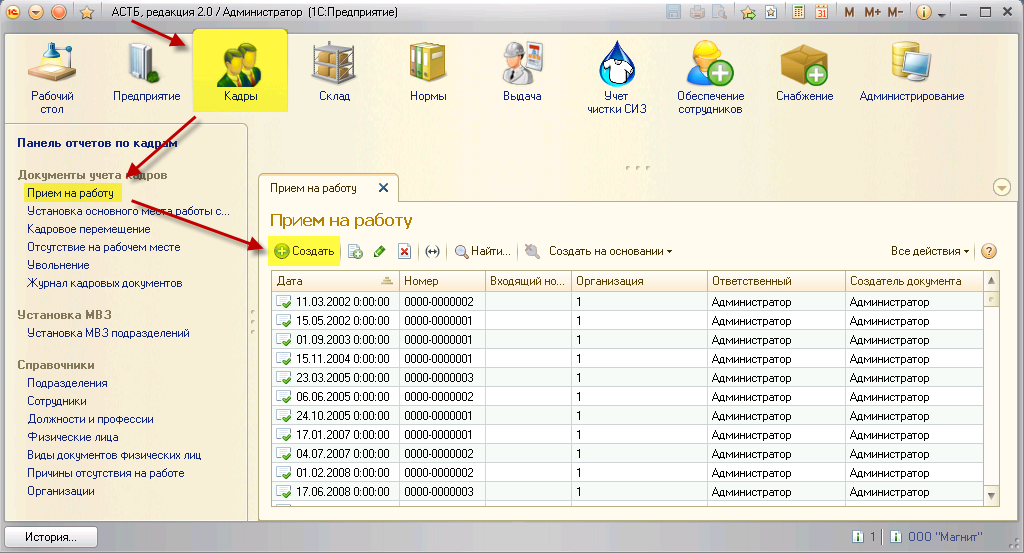 АСТБ, редакция 2.0 / Администратор (1С:Предприятие)
M M+ M-
Рабочий стол
Предприятие
Кадры
Склад
Нормы
Выдача
Учет чистки СИЗ
Обеспечение сотрудников
Снабжение
Администрирование
Панель отчетов по кадрам
Документы учета кадров
Прием на работу
Установка основного места работы с...
Кадровое перемещение
Отсутствие на рабочем месте
Увольнение
Журнал кадровых документов
Установка МВЗ
Установка МВЗ подразделений
Справочники
Подразделения
Сотрудники
Должности и профессии
Физические лица
Виды документов физических лиц
Причины отсутствия на работе
Организации
Прием на работу
Прием на работу
Создать Найти... Создать на основании Все действия
Дата Номер Входящий но... Организация Ответственный Создатель документа
11.03.2002 0:00:00 0000-0000002 1 Администратор Администратор
15.05.2002 0:00:00 0000-0000001 1 Администратор Администратор
01.09.2003 0:00:00 0000-0000001 1 Администратор Администратор
15.11.2004 0:00:00 0000-0000001 1 Администратор Администратор
23.03.2005 0:00:00 0000-0000003 1 Администратор Администратор
06.06.2005 0:00:00 0000-0000002 1 Администратор Администратор
24.10.2005 0:00:00 0000-0000001 1 Администратор Администратор
17.01.2007 0:00:00 0000-0000001 1 Администратор Администратор
04.07.2007 0:00:00 0000-0000002 1 Администратор Администратор
01.02.2008 0:00:00 0000-0000002 1 Администратор Администратор
17.06.2008 0:00:00 0000-0000003 1 Администратор Администратор
История... 1 ООО "Магнит"